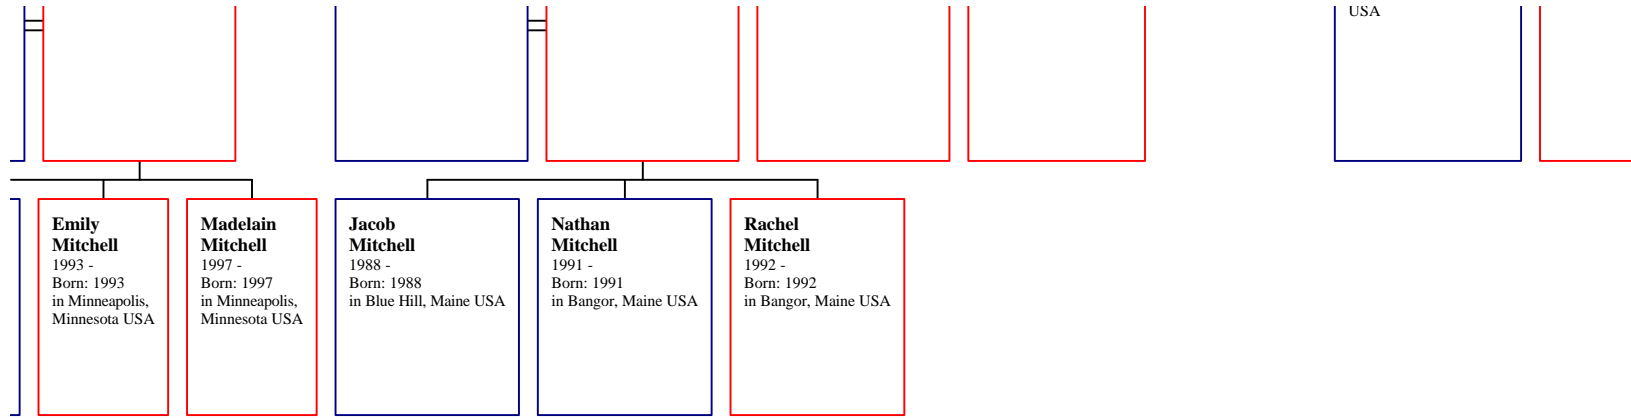 USA
Emily
Mitchell
1993 -
Born: 1993
in Minneapolis,
Minnesota USA
Madelain
Mitchell
1997 -
Born: 1997
in Minneapolis,
Minnesota USA
Jacob
Mitchell
1988 -
Born: 1988
in Blue Hill, Maine USA
Nathan
Mitchell
1991 -
Born: 1991
in Bangor, Maine USA
Rachel
Mitchell
1992 -
Born: 1992
in Bangor, Maine USA